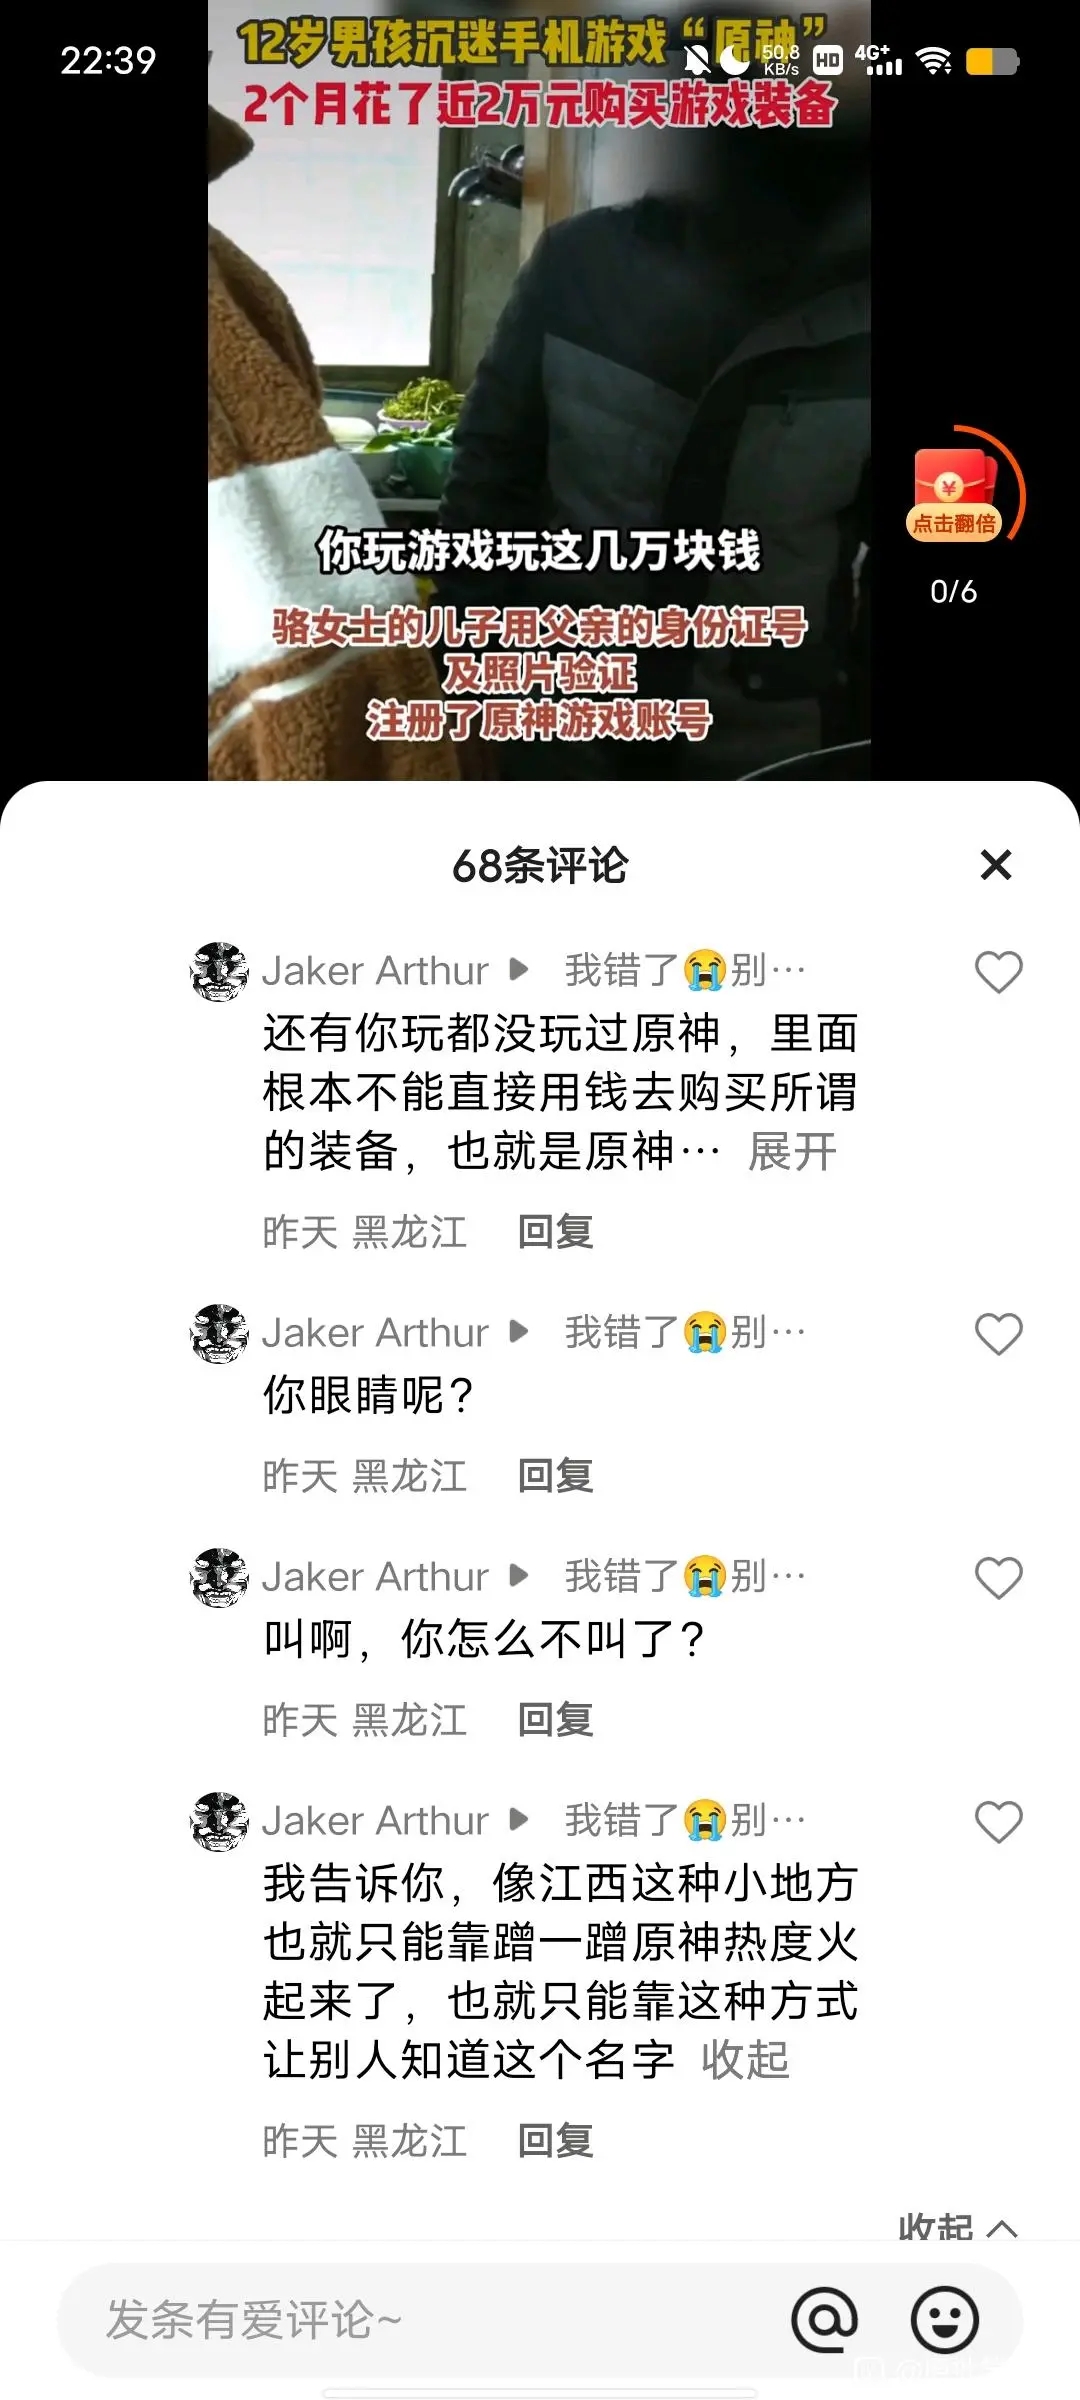 12岁男孩沉迷手机游戏“原神”
22:39
50.8
KB/s
HD
4G+
2个月花了近2万元购买游戏装备
点击翻倍
0/6
你玩游戏玩这几万块钱
骆女士的儿子用父亲的身份证号
及照片验证
注册了原神游戏账号
68条评论
Jaker Arthur ▶ 我错了😭别…
还有你玩都没玩过原神，里面
根本不能直接用钱去购买所谓
的装备，也就是原神… 展开
昨天 黑龙江 回复
Jaker Arthur ▶ 我错了😭别…
你眼睛呢？
昨天 黑龙江 回复
Jaker Arthur ▶ 我错了😭别…
叫啊，你怎么不叫了？
昨天 黑龙江 回复
Jaker Arthur ▶ 我错了😭别…
我告诉你，像江西这种小地方
也就只能靠蹭一蹭原神热度火
起来了，也就只能靠这种方式
让别人知道这个名字 收起
昨天 黑龙江 回复
收起
发条有爱评论~